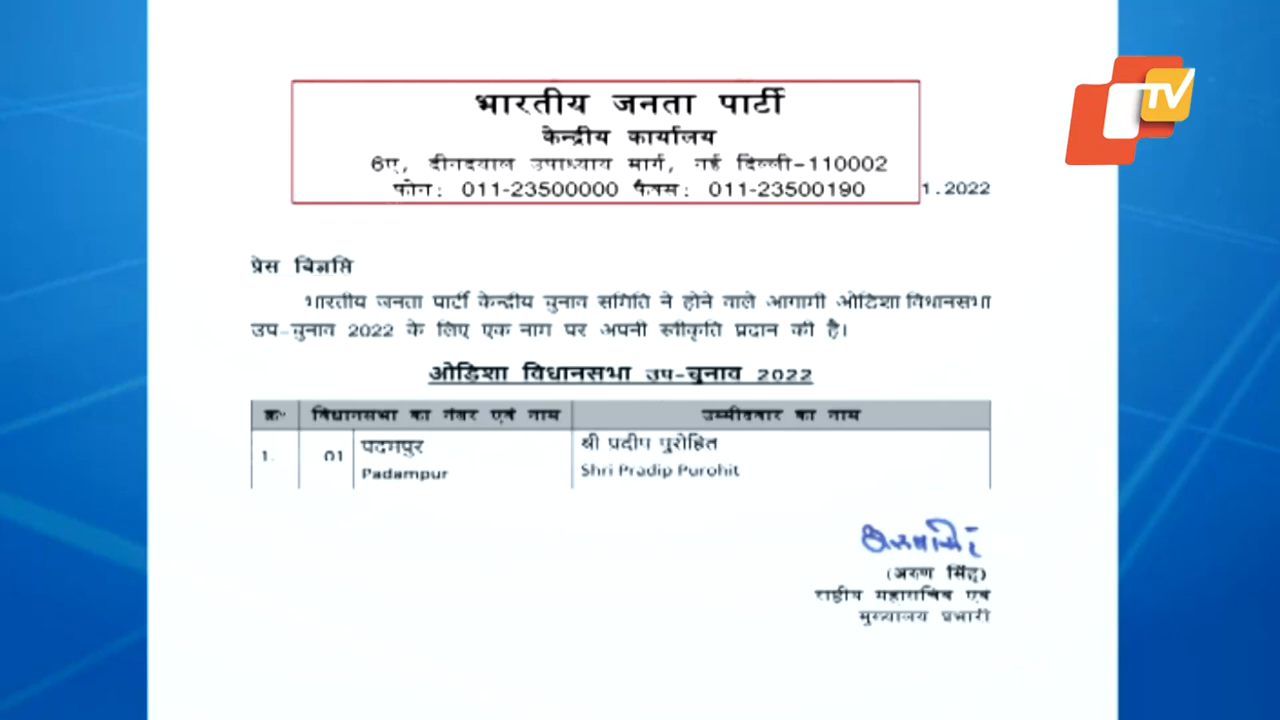 भारतीय जनता पार्टी
केन्द्रीय कार्यालय
6ए, दीनदयाल उपाध्याय मार्ग, नई दिल्ली-110002
फोन: 011-23500000 फैक्स: 011-23500190
1.2022
TV
प्रेस विज्ञप्ति
भारतीय जनता पार्टी केन्द्रीय चुनाव समिति ने होने वाले आगामी ओडिशा विधानसभा
उप-चुनाव 2022 के लिए एक नाम पर अपनी स्वीकृति प्रदान की है।
ओडिशा विधानसभा उप-चुनाव 2022
क्र० विधानसभा का नंबर एवं नाम उम्मीदवार का नाम
1. 01 पदमपुर श्री प्रदीप पुरोहित
Padampur Shri Pradip Purohit
(अरुण सिंह)
राष्ट्रीय महासचिव एवं
मुख्यालय प्रभारी